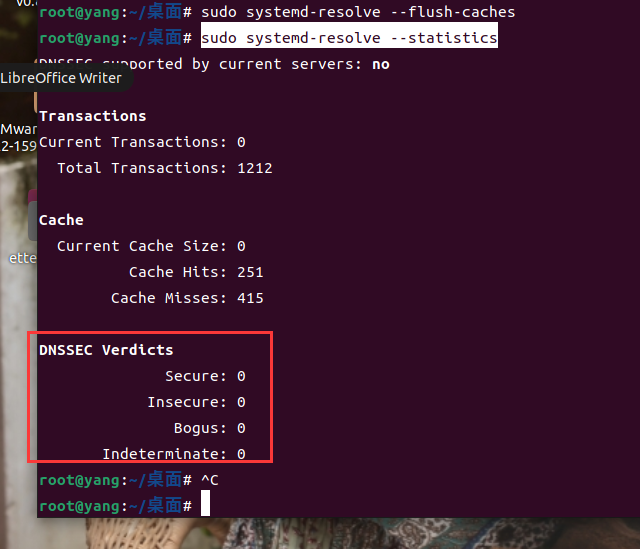 root@yang:~/桌面# sudo systemd-resolve --flush-caches
root@yang:~/桌面# sudo systemd-resolve --statistics
DNSSEC supported by current servers: no
LibreOffice Writer
Transactions
Mwar
Current Transactions: 0
2-159
Total Transactions: 1212
Cache
Current Cache Size: 0
ette
Cache Hits: 251
Cache Misses: 415
DNSSEC Verdicts
Secure: 0
Insecure: 0
Bogus: 0
Indeterminate: 0
root@yang:~/桌面# ^C
root@yang:~/桌面#